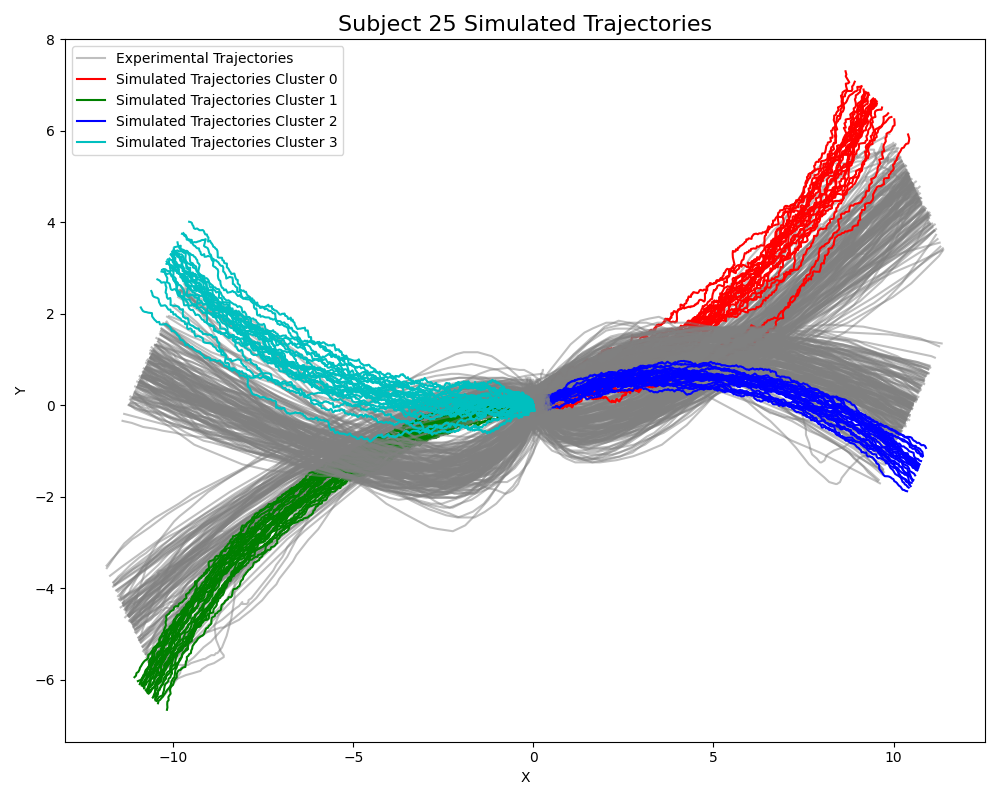 Subject 25 Simulated Trajectories
Experimental Trajectories
Simulated Trajectories Cluster 0
Simulated Trajectories Cluster 1
Simulated Trajectories Cluster 2
Simulated Trajectories Cluster 3
8
6
4
2
0
−2
−4
−6
Y
−10
−5
0
5
10
X